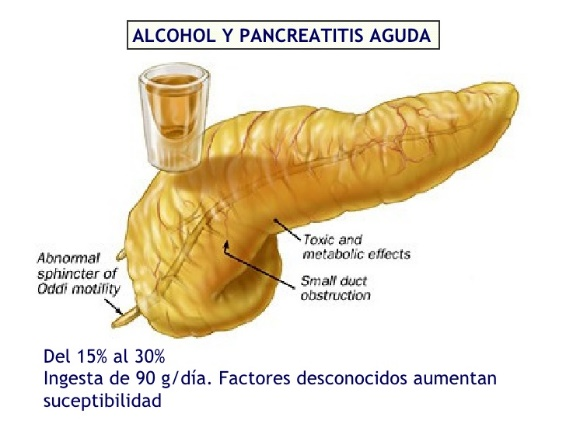 ALCOHOL Y PANCREATITIS AGUDA
Toxic and
metabolic effects
Abnormal
sphincter of
Oddi motility
Small duct
obstruction
Del 15% al 30%
Ingesta de 90 g/día. Factores desconocidos aumentan
suceptibilidad